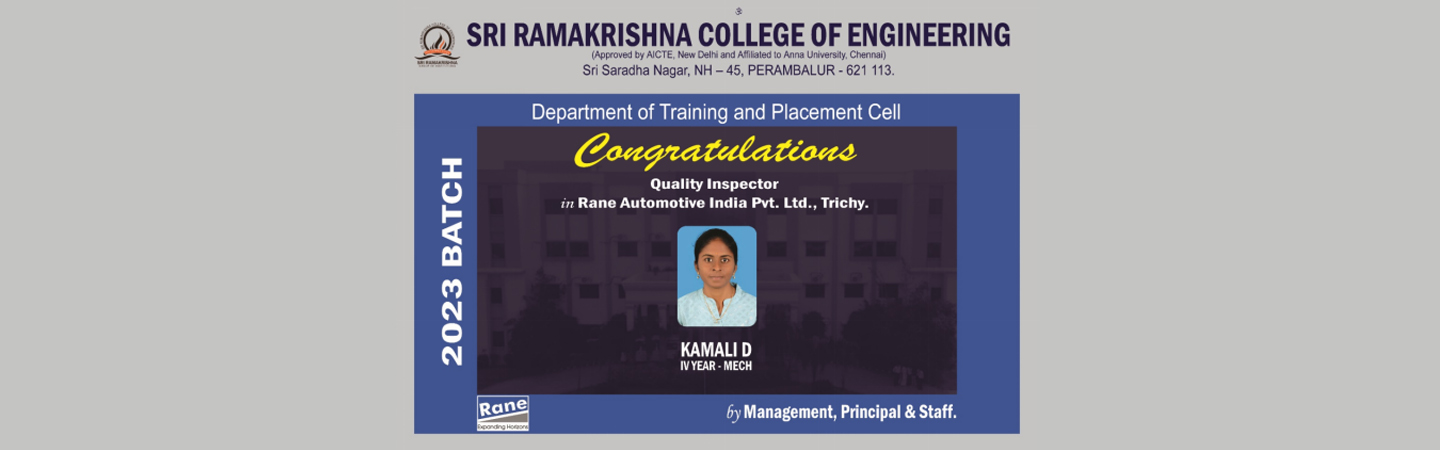 ॐ
SRI RAMAKRISHNA COLLEGE OF ENGINEERING
(Approved by AICTE, New Delhi and Affiliated to Anna University, Chennai)
Sri Saradha Nagar, NH – 45, PERAMBALUR - 621 113.
SRI RAMAKRISHNA
Department of Training and Placement Cell
2023 BATCH
Congratulations
Quality Inspector
in Rane Automotive India Pvt. Ltd., Trichy.
KAMALI D
IV YEAR - MECH
Rane
Expanding Horizons
by Management, Principal & Staff.